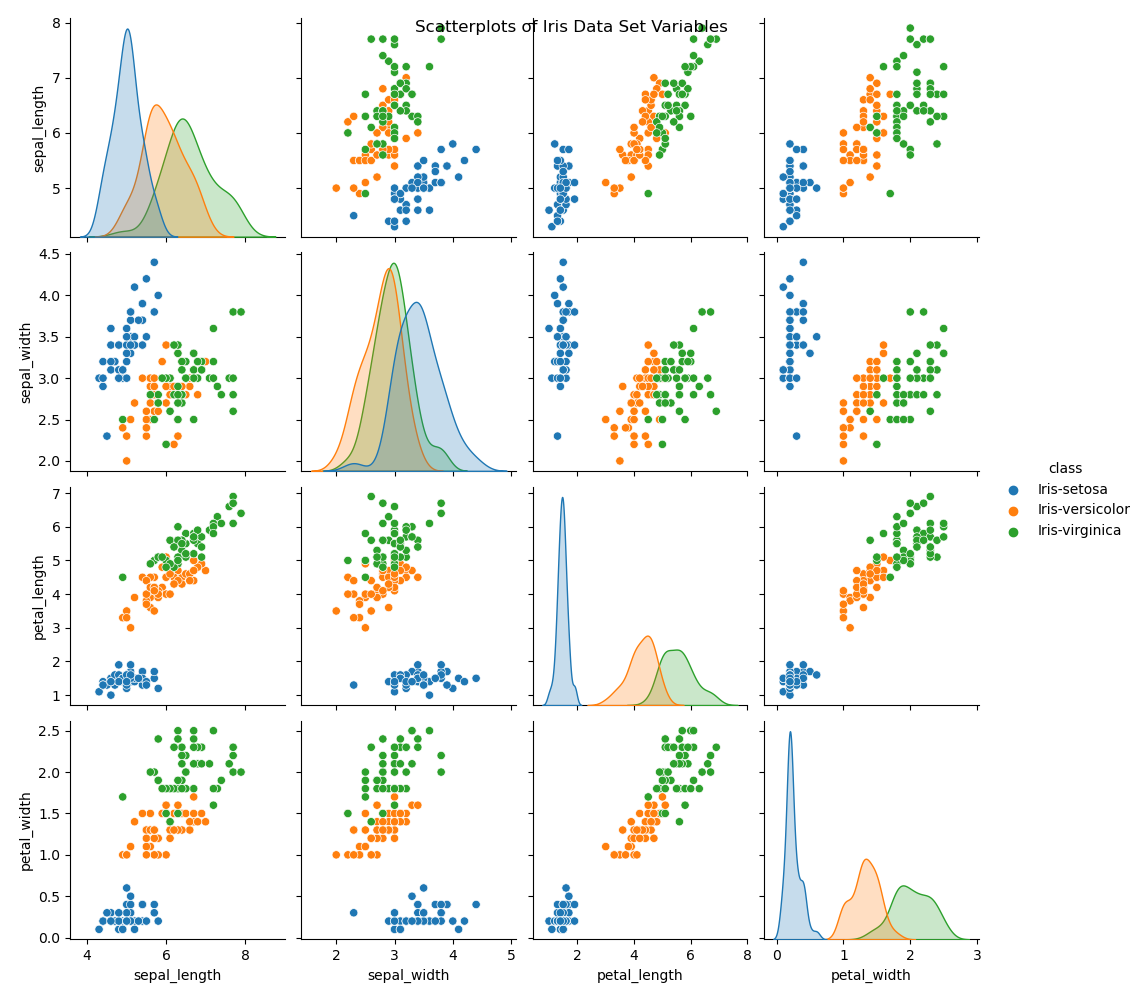 Scatterplots of Iris Data Set Variables
8
7
6
5
sepal_length
4.5
4.0
3.5
3.0
2.5
2.0
sepal_width
7
6
5
4
3
2
1
petal_length
2.5
2.0
1.5
1.0
0.5
0.0
petal_width
4 6 8
sepal_length
2 3 4 5
sepal_width
2 4 6 8
petal_length
0 1 2 3
petal_width
class
Iris-setosa
Iris-versicolor
Iris-virginica